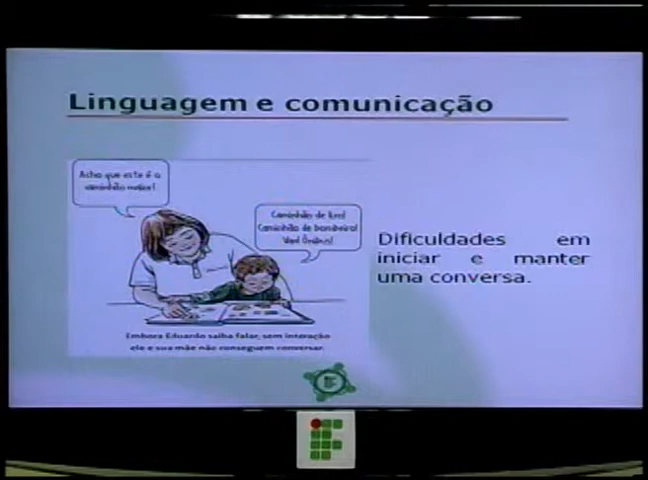 Linguagem e comunicação
Acho que este é o
caminhão maior!
Caminhão de lixo!
Caminhão de bombeiro!
Van! Ônibus!
Dificuldades em
iniciar e manter
uma conversa.
Embora Eduardo saiba falar, sem interação
ele e sua mãe não conseguem conversar.